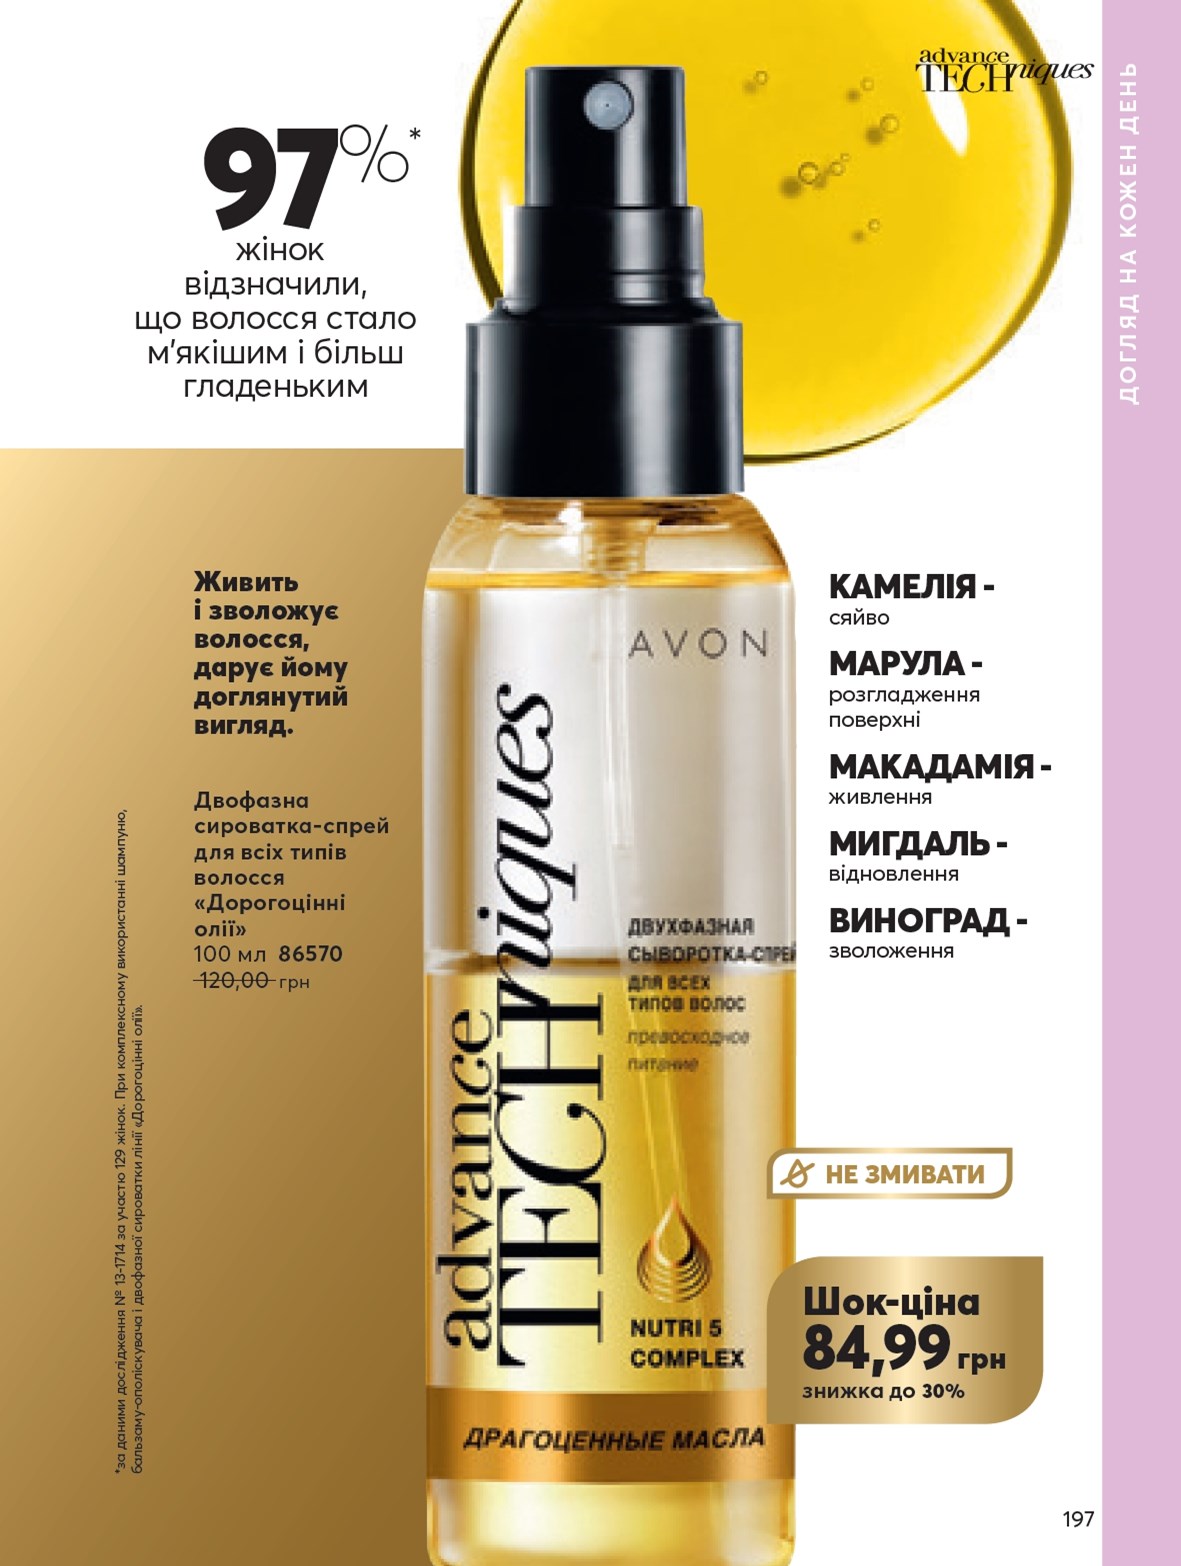 advance
TECHniques
ДОГЛЯД НА КОЖЕН ДЕНЬ
97%*
жінок
відзначили,
що волосся стало
м'якішим і більш
гладеньким
Живить
і зволожує
волосся,
дарує йому
доглянутий
вигляд.
Двофазна
сироватка-спрей
для всіх типів
волосся
«Дорогоцінні
олії»
100 мл 86570
120,00 грн
*за даними дослідження № 13-1714 за участю 129 жінок. При комплексному використанні шампуню,
бальзаму-ополіскувача і двофазної сироватки лінії «Дорогоцінні олії».
AVON
advance
TECHniques
ДВУХФАЗНАЯ
СЫВОРОТКА-СПРЕЙ
ДЛЯ ВСЕХ
ТИПОВ ВОЛОС
превосходное
питание
NUTRI 5
COMPLEX
ДРАГОЦЕННЫЕ МАСЛА
КАМЕЛІЯ -
сяйво
МАРУЛА -
розгладження
поверхні
МАКАДАМІЯ -
живлення
МИГДАЛЬ -
відновлення
ВИНОГРАД -
зволоження
НЕ ЗМИВАТИ
Шок-ціна
84,99 грн
знижка до 30%
197